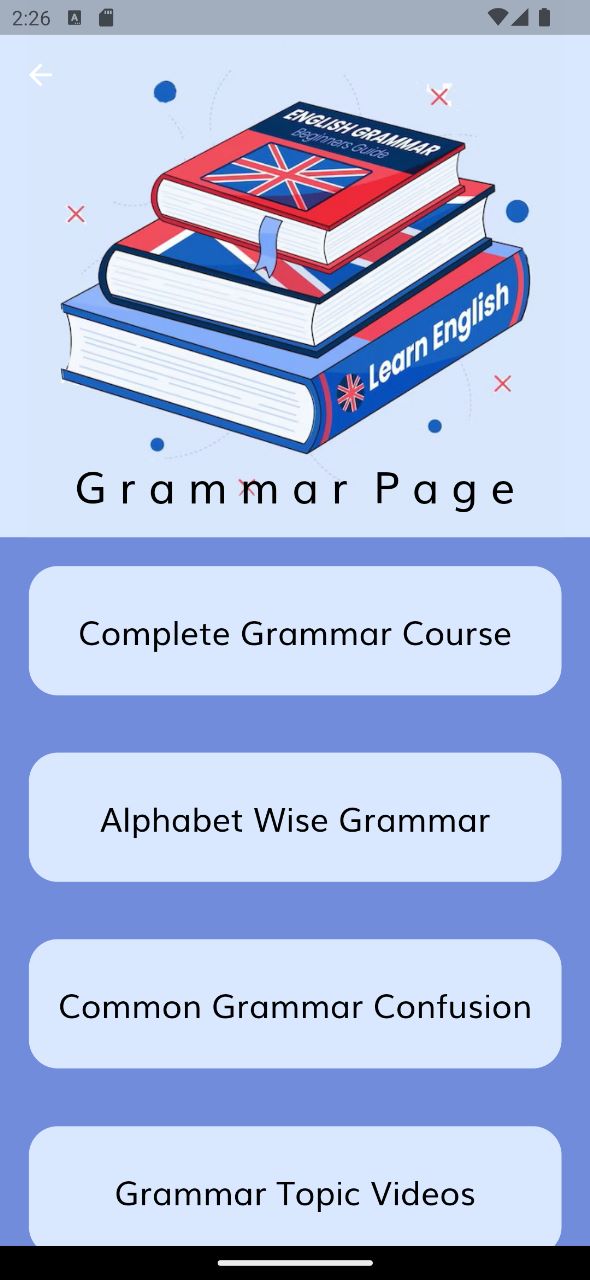 2:26
A
ENGLISH GRAMMAR
Beginners Guide
Learn English
Grammar Page
Complete Grammar Course
Alphabet Wise Grammar
Common Grammar Confusion
Grammar Topic Videos